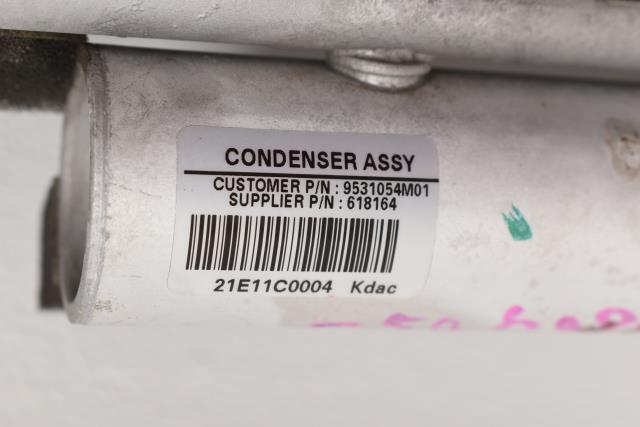 CONDENSER ASSY
CUSTOMER P/N : 9531054M01
SUPPLIER P/N : 618164
21E11C0004 Kdac